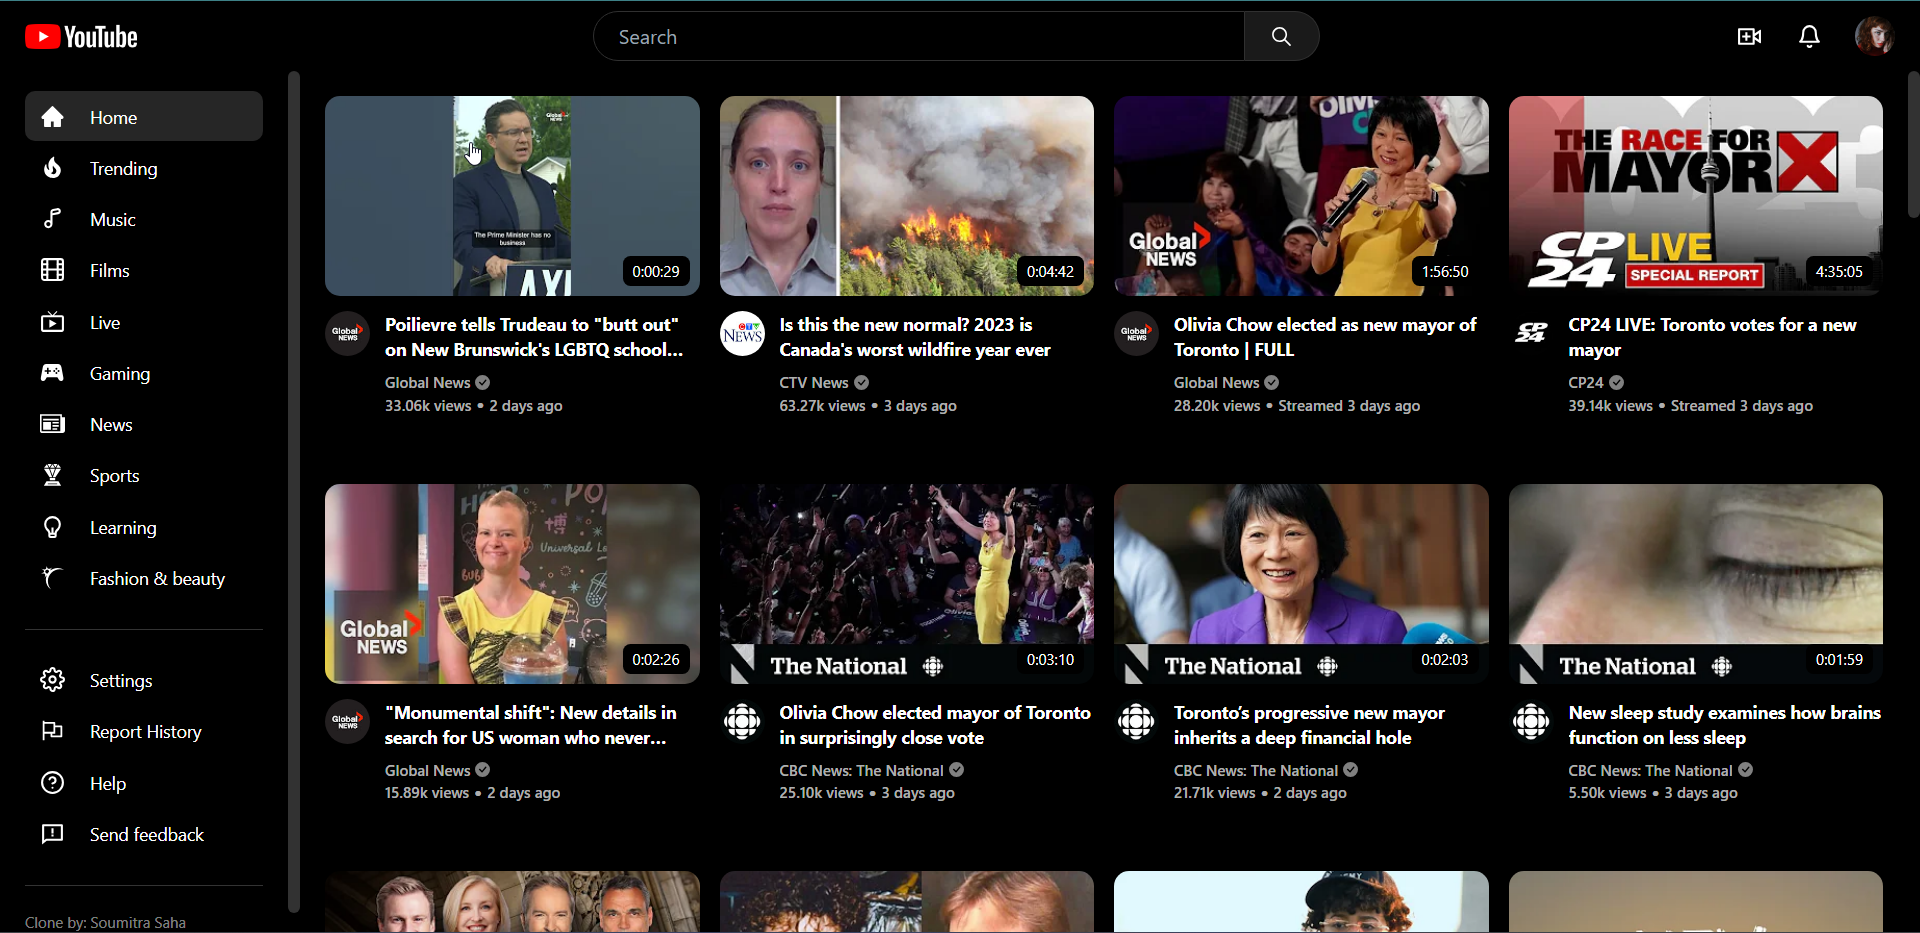 YouTube
Search
Home
Trending
Music
Films
Live
Gaming
News
Sports
Learning
Fashion & beauty
Settings
Report History
Help
Send feedback
Clone by: Soumitra Saha
Global NEWS
The Prime Minister has no
business
0:00:29
Global NEWS
Poilievre tells Trudeau to "butt out"
on New Brunswick's LGBTQ school...
Global News
33.06k views • 2 days ago
0:04:42
CTV NEWS
Is this the new normal? 2023 is
Canada's worst wildfire year ever
CTV News
63.27k views • 3 days ago
Global
NEWS
1:56:50
Global NEWS
Olivia Chow elected as new mayor of
Toronto | FULL
Global News
28.20k views • Streamed 3 days ago
THE RACE FOR
MAYOR
CP24 LIVE
SPECIAL REPORT
4:35:05
CP24
CP24 LIVE: Toronto votes for a new
mayor
CP24
39.14k views • Streamed 3 days ago
Universal
Global
NEWS
0:02:26
Global NEWS
"Monumental shift": New details in
search for US woman who never...
Global News
15.89k views • 2 days ago
The National
0:03:10
Olivia Chow elected mayor of Toronto
in surprisingly close vote
CBC News: The National
25.10k views • 3 days ago
The National
0:02:03
Toronto's progressive new mayor
inherits a deep financial hole
CBC News: The National
21.71k views • 2 days ago
The National
0:01:59
New sleep study examines how brains
function on less sleep
CBC News: The National
5.50k views • 3 days ago